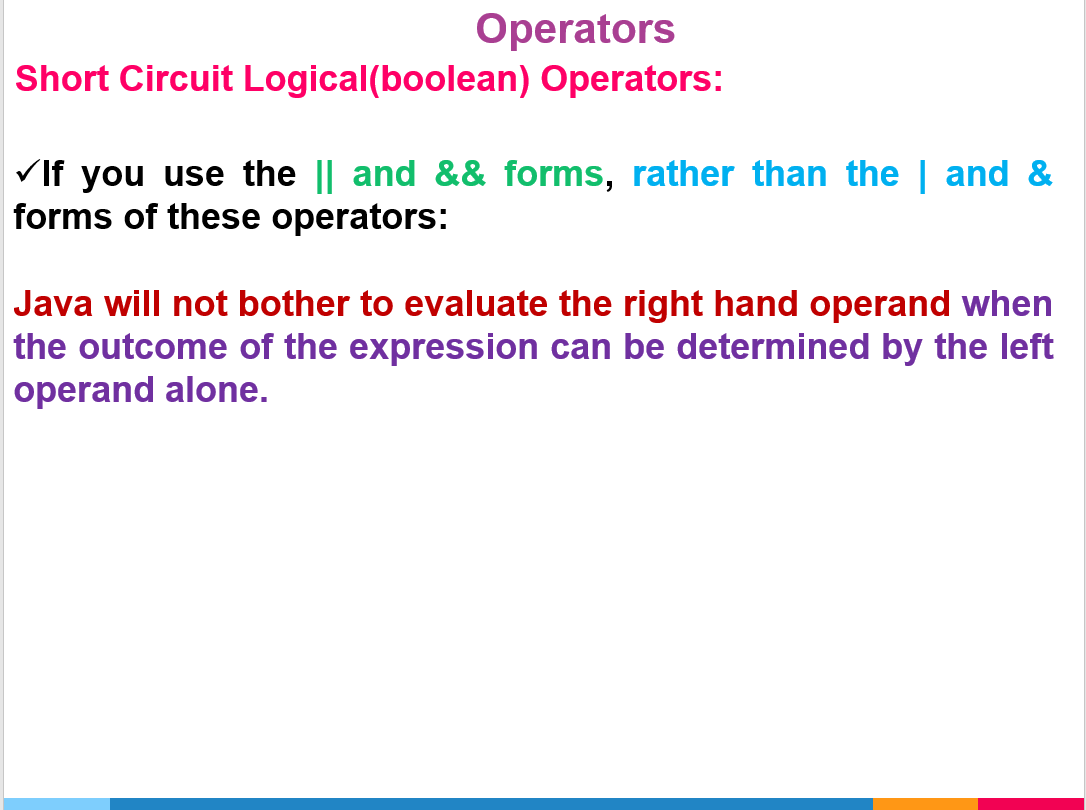 Operators
Short Circuit Logical(boolean) Operators:
✓If you use the || and && forms, rather than the | and &
forms of these operators:
Java will not bother to evaluate the right hand operand when
the outcome of the expression can be determined by the left
operand alone.